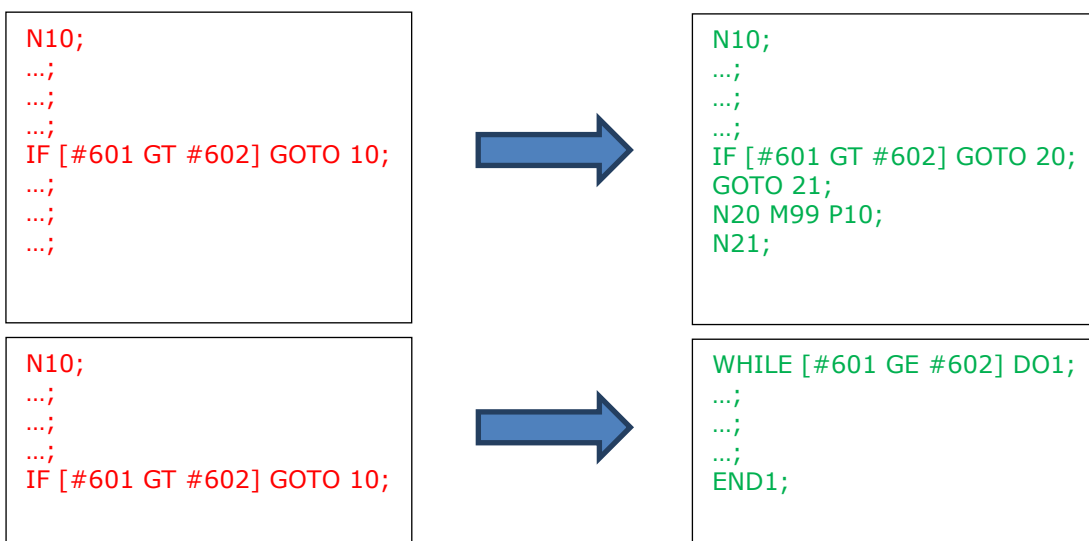 N10;
…;
…;
…;
IF [#601 GT #602] GOTO 10;
…;
…;
…;
N10;
…;
…;
…;
IF [#601 GT #602] GOTO 20;
GOTO 21;
N20 M99 P10;
N21;
N10;
…;
…;
…;
IF [#601 GT #602] GOTO 10;
WHILE [#601 GE #602] DO1;
…;
…;
…;
END1;